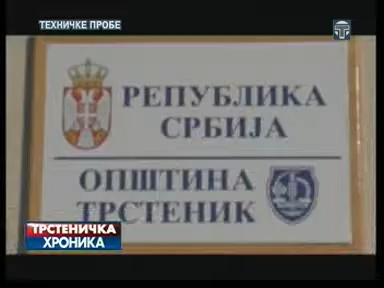 ТЕХНИЧКЕ ПРОБЕ
РЕПУБЛИКА
СРБИЈА
ОПШТИНА
ТРСТЕНИК
ТРСТЕНИЧКА
ХРОНИКА